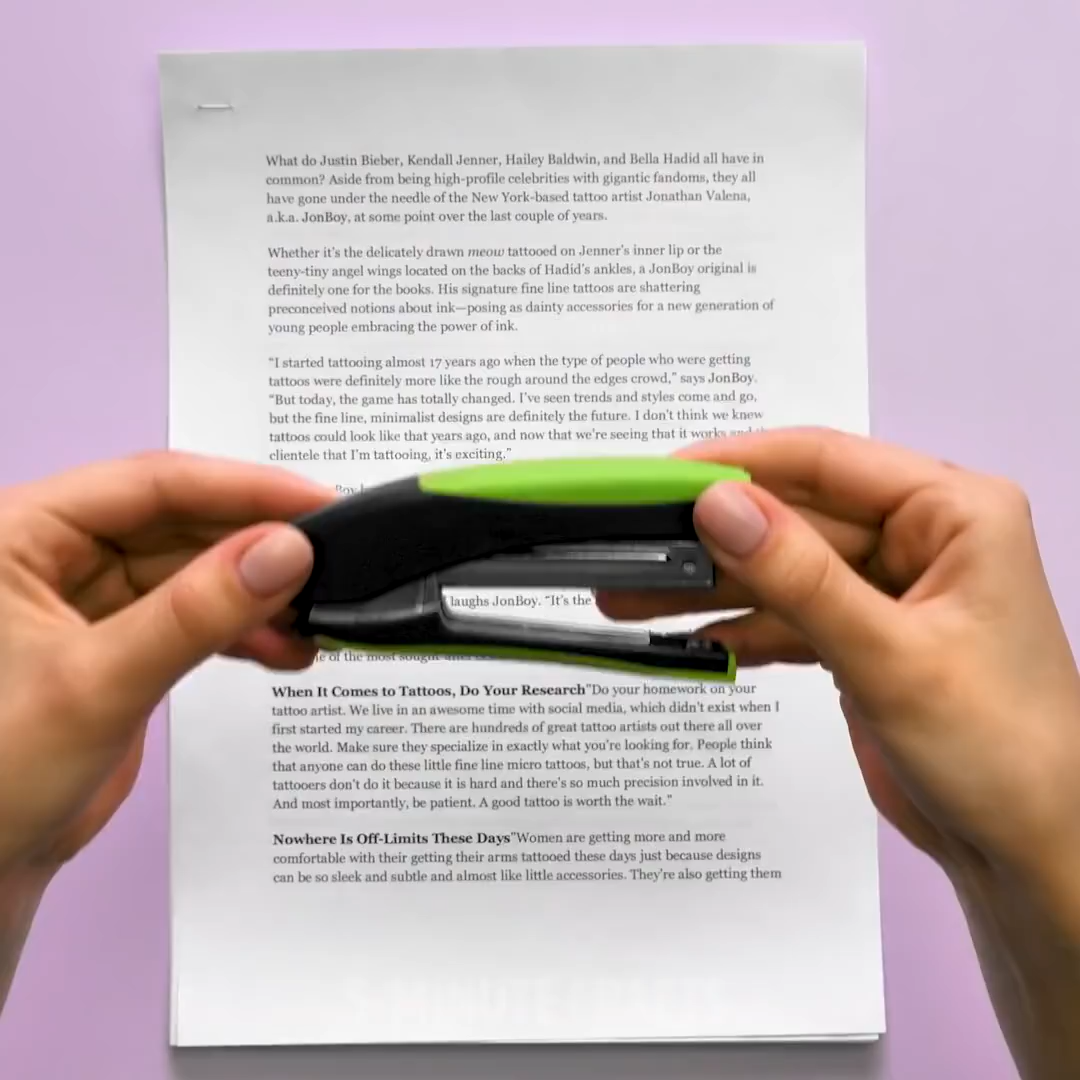 What do Justin Bieber, Kendall Jenner, Hailey Baldwin, and Bella Hadid all have in
common? Aside from being high-profile celebrities with gigantic fandoms, they all
have gone under the needle of the New York-based tattoo artist Jonathan Valena,
a.k.a. JonBoy, at some point over the last couple of years.
Whether it's the delicately drawn meow tattooed on Jenner's inner lip or the
teeny-tiny angel wings located on the backs of Hadid's ankles, a JonBoy original is
definitely one for the books. His signature fine line tattoos are shattering
preconceived notions about ink—posing as dainty accessories for a new generation of
young people embracing the power of ink.
“I started tattooing almost 17 years ago when the type of people who were getting
tattoos were definitely more like the rough around the edges crowd,” says JonBoy.
“But today, the game has totally changed. I've seen trends and styles come and go,
but the fine line, minimalist designs are definitely the future. I don't think we knew
tattoos could look like that years ago, and now that we're seeing that it works and
clientele that I'm tattooing, it's exciting.”
laughs JonBoy. “It's the
of the most sought
When It Comes to Tattoos, Do Your Research"Do your homework on your
tattoo artist. We live in an awesome time with social media, which didn't exist when I
first started my career. There are hundreds of great tattoo artists out there all over
the world. Make sure they specialize in exactly what you're looking for. People think
that anyone can do these little fine line micro tattoos, but that's not true. A lot of
tattooers don't do it because it is hard and there's so much precision involved in it.
And most importantly, be patient. A good tattoo is worth the wait.”
Nowhere Is Off-Limits These Days"Women are getting more and more
comfortable with their getting their arms tattooed these days just because designs
can be so sleek and subtle and almost like little accessories. They're also getting them
5-MINUTE CRAFTS